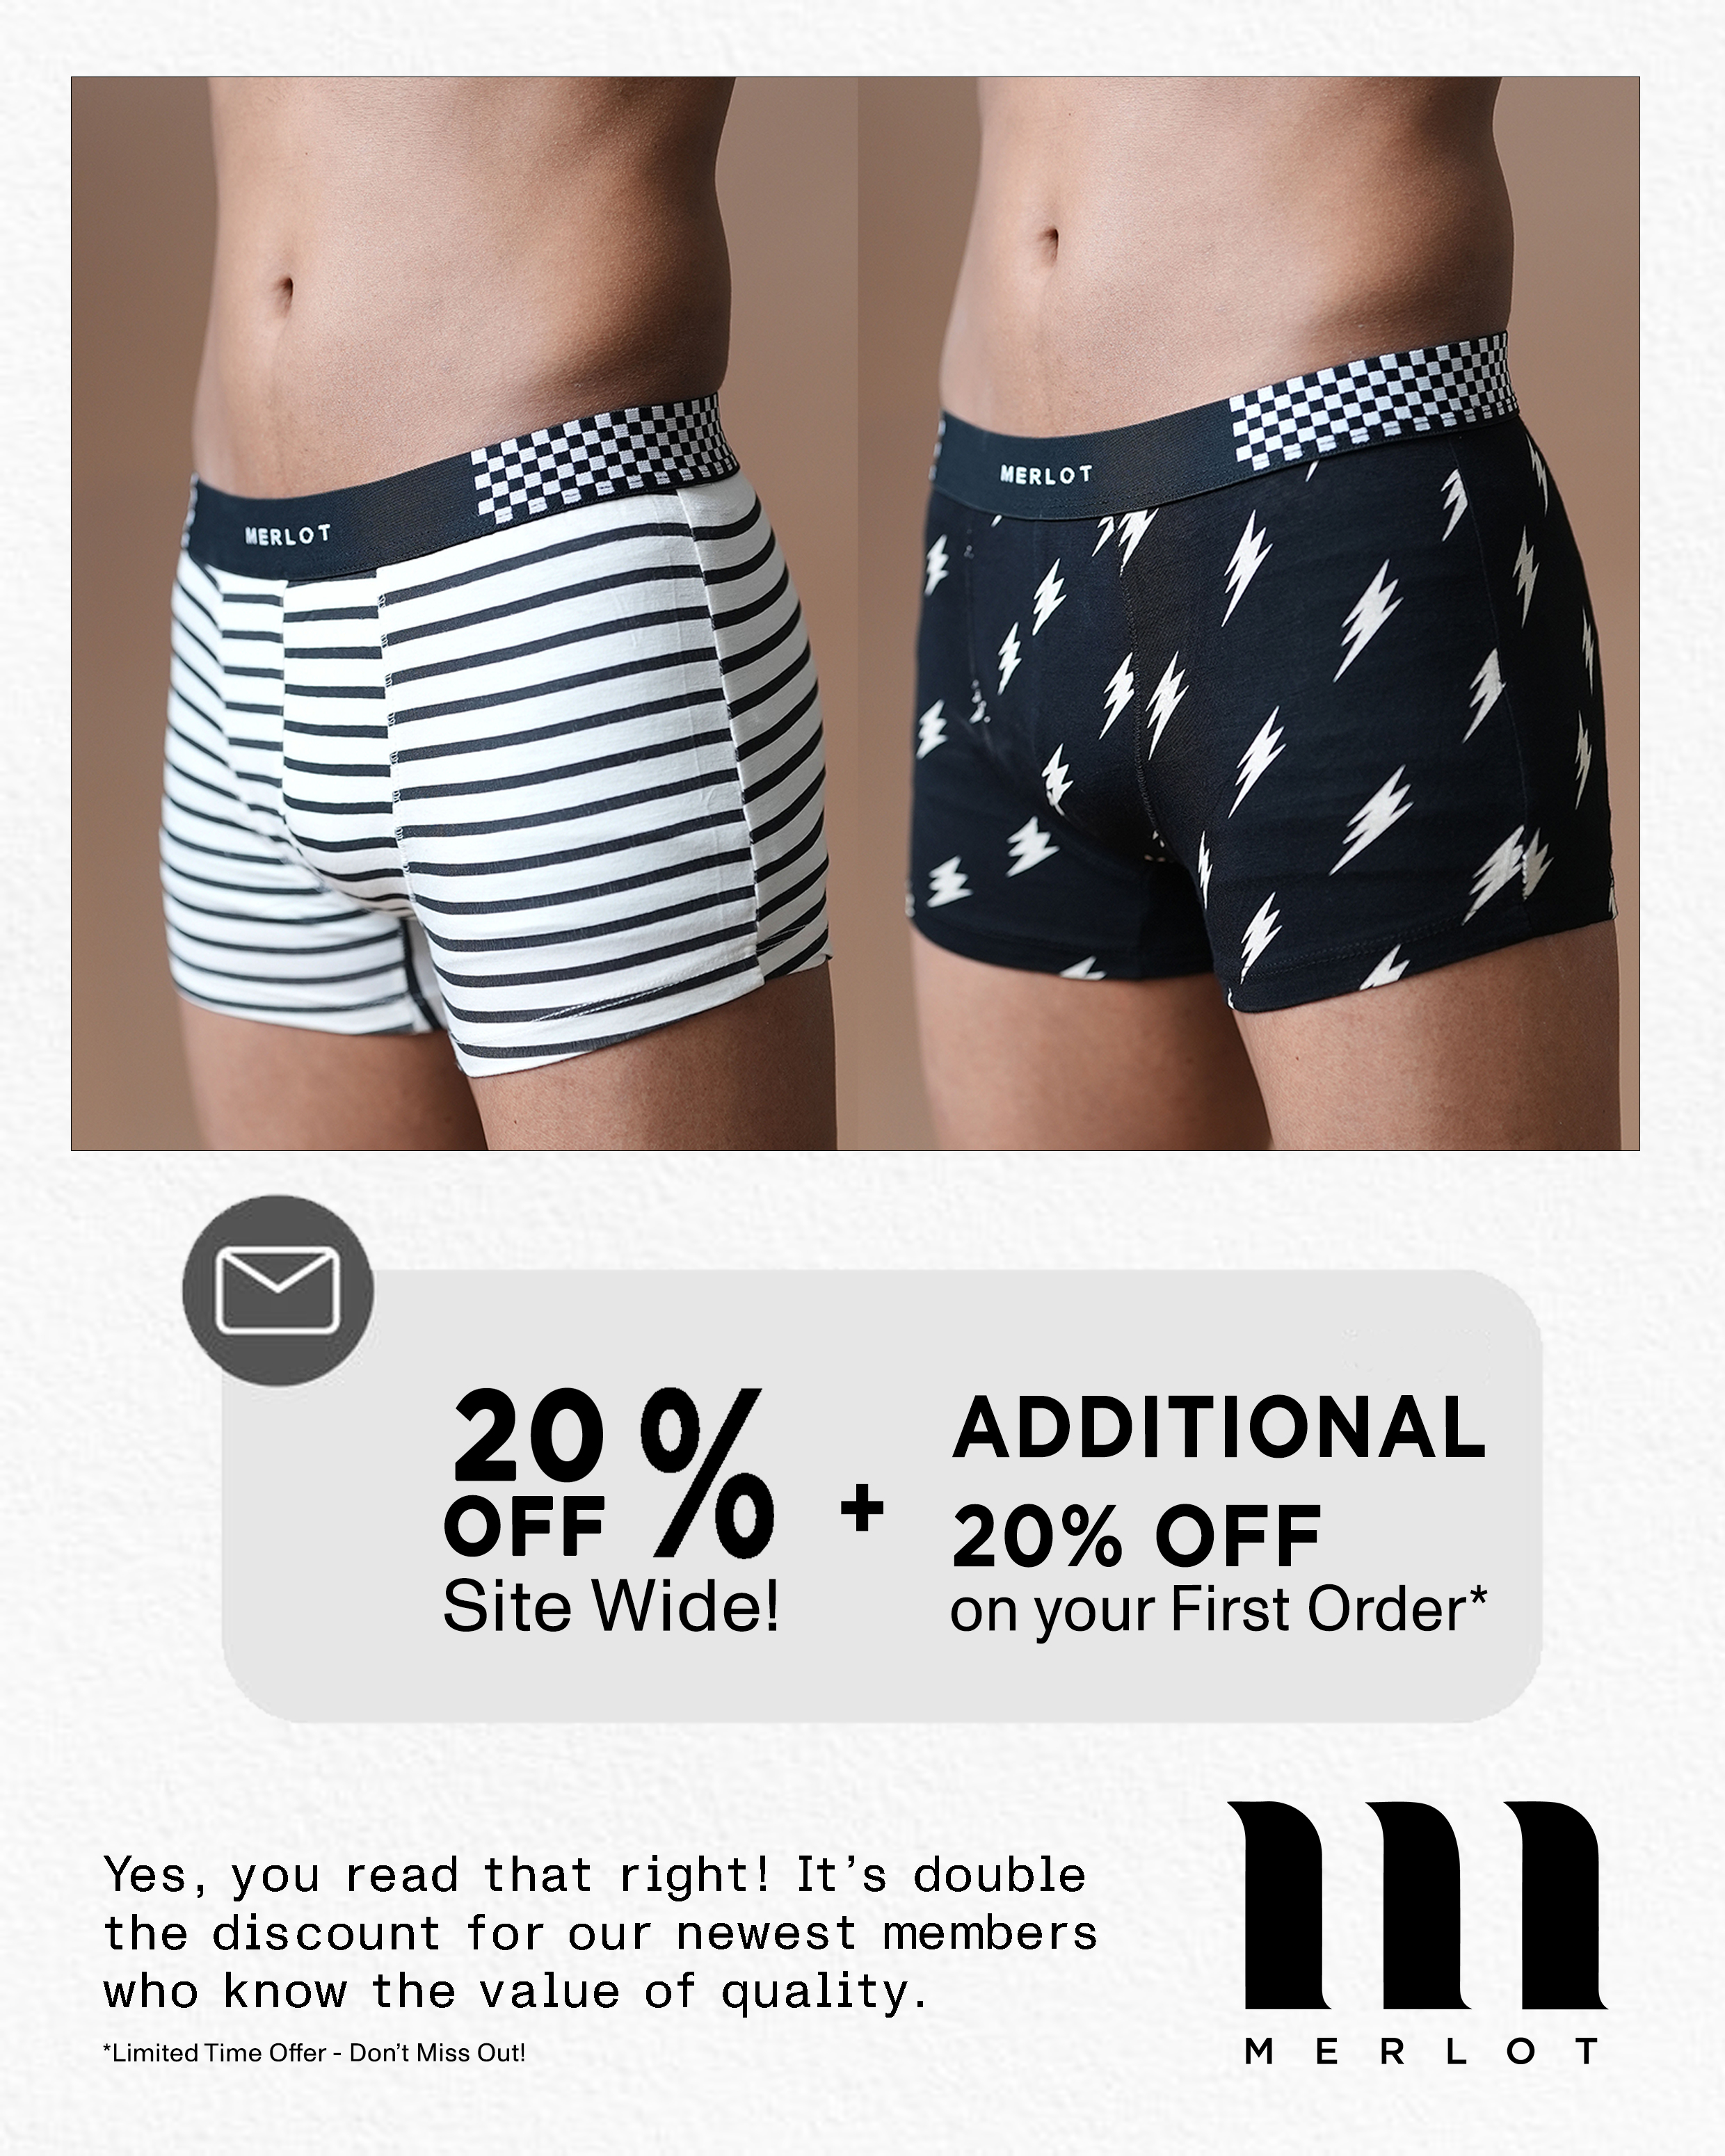 MERLOT
MERLOT
20 %
OFF
Site Wide!
+
ADDITIONAL
20% OFF
on your First Order*
Yes, you read that right! It’s double
the discount for our newest members
who know the value of quality.
*Limited Time Offer - Don’t Miss Out!
m
MERLOT